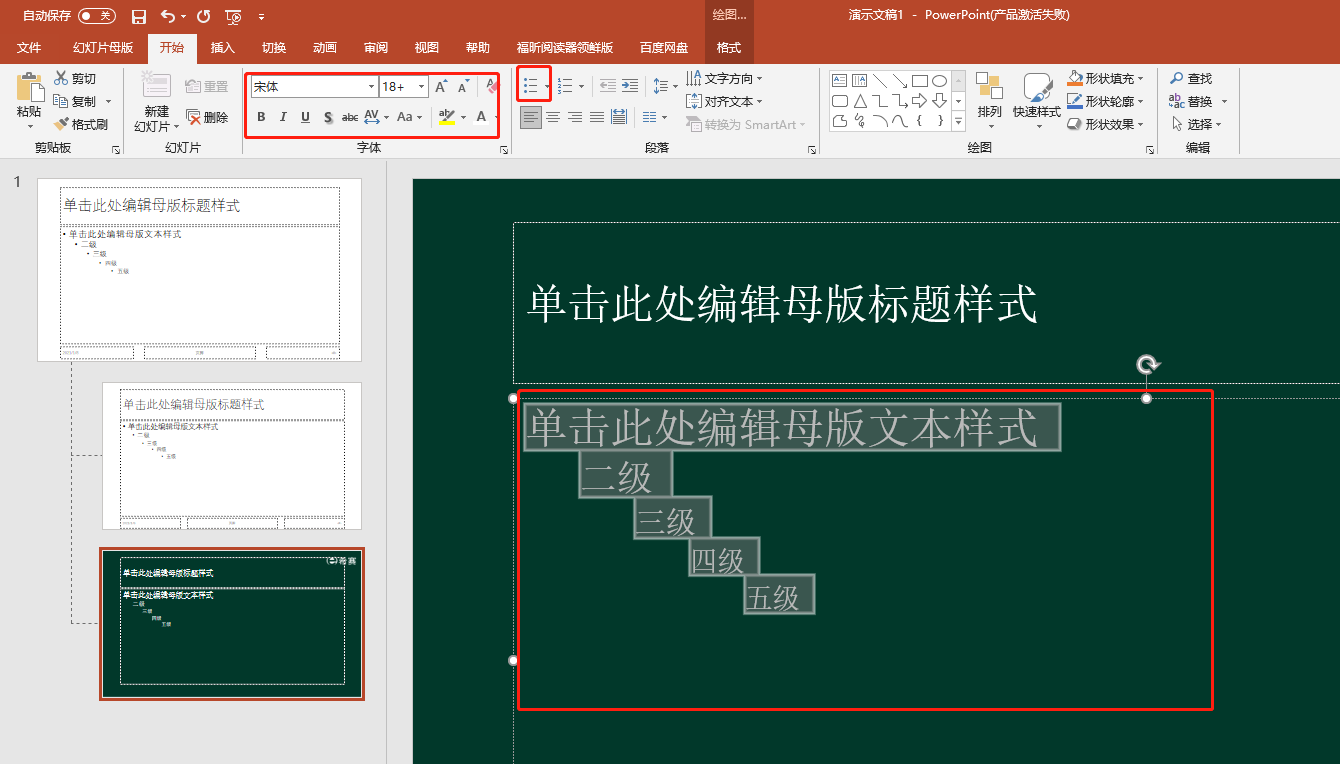 自动保存 关
绘图...
演示文稿1 - PowerPoint(产品激活失败)
文件 幻灯片母版 开始 插入 切换 动画 审阅 视图 帮助 福昕阅读器领鲜版 百度网盘 格式
粘贴
剪切
复制
格式刷
剪贴板
新建
幻灯片
重置
删除
幻灯片
宋体 18+ A A A
B I U S abc AV Aa ab A
字体
文字方向
对齐文本
转换为 SmartArt
段落
排列
快速样式
形状填充
形状轮廓
形状效果
绘图
查找
替换
选择
编辑
1
单击此处编辑母版标题样式
• 单击此处编辑母版文本样式
• 二级
• 三级
• 四级
• 五级
单击此处编辑母版标题样式
• 单击此处编辑母版文本样式
• 二级
• 三级
• 四级
• 五级
希赛
单击此处编辑母版标题样式
单击此处编辑母版文本样式
二级
三级
四级
五级
单击此处编辑母版标题样式
单击此处编辑母版文本样式
二级
三级
四级
五级